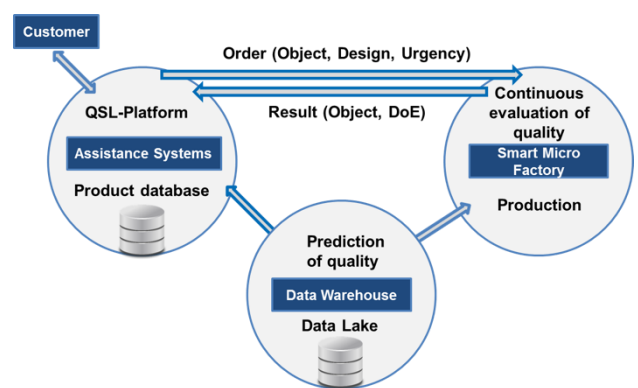 Customer
Order (Object, Design, Urgency)
Result (Object, DoE)
QSL-Platform
Assistance Systems
Product database
Continuous
evaluation of
quality
Smart Micro
Factory
Production
Prediction
of quality
Data Warehouse
Data Lake